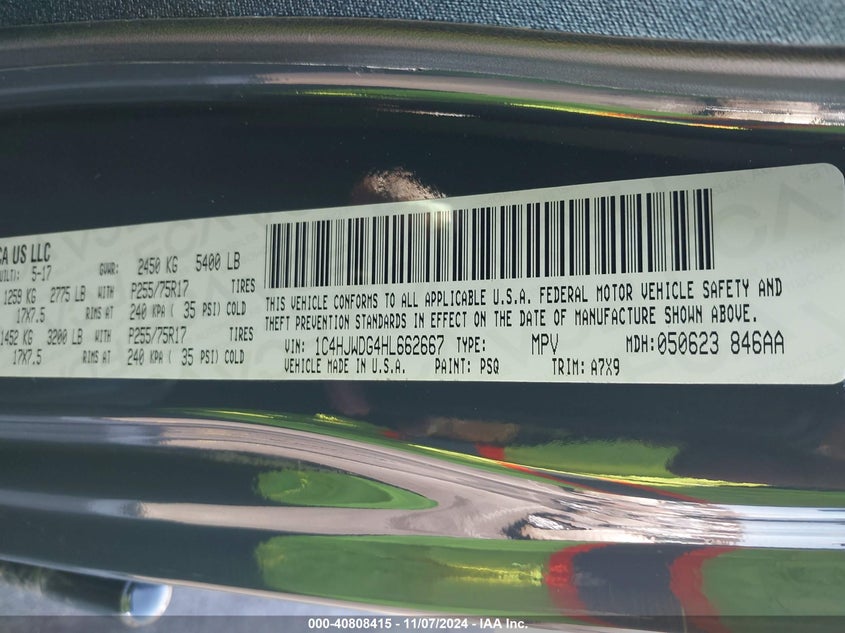 CA US LLC
UILT): 5-17 GVWR: 2450 KG 5400 LB
1259 KG 2775 LB WITH P255/75R17 TIRES
17X7.5 RIMS AT 240 KPA ( 35 PSI) COLD
1452 KG 3200 LB WITH P255/75R17 TIRES
17X7.5 RIMS AT 240 KPA ( 35 PSI) COLD
THIS VEHICLE CONFORMS TO ALL APPLICABLE U.S.A. FEDERAL MOTOR VEHICLE SAFETY AND
THEFT PREVENTION STANDARDS IN EFFECT ON THE DATE OF MANUFACTURE SHOWN ABOVE.
VIN: 1C4HJWDG4HL662667 TYPE: MPV MDH: 050623 846AA
VEHICLE MADE IN U.S.A. PAINT: PSQ TRIM: A7X9
000-40808415 - 11/07/2024 - IAA Inc.